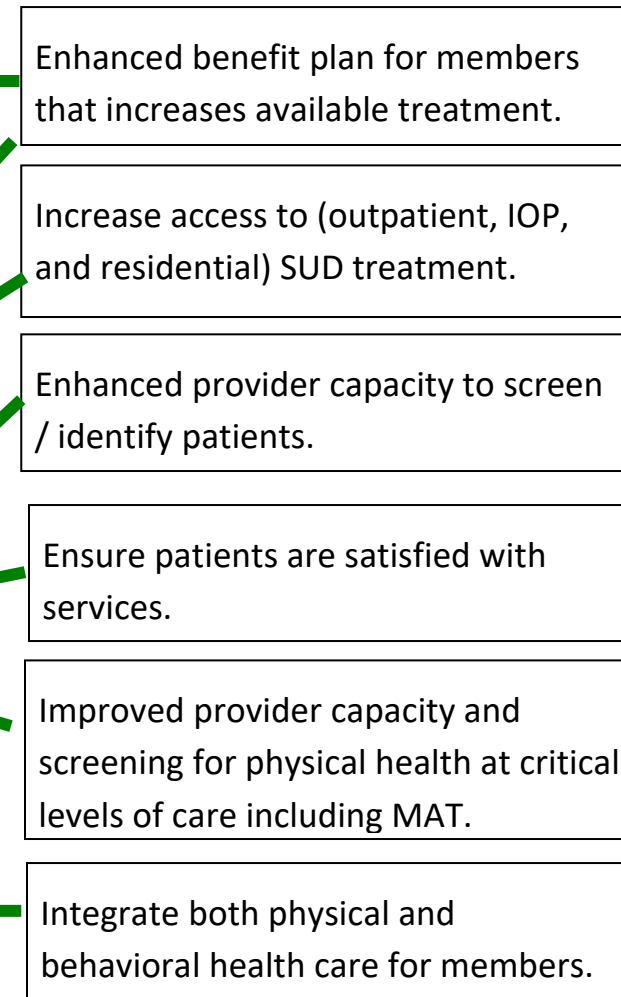 Enhanced benefit plan for members
that increases available treatment.
Increase access to (outpatient, IOP,
and residential) SUD treatment.
Enhanced provider capacity to screen
/ identify patients.
Ensure patients are satisfied with
services.
Improved provider capacity and
screening for physical health at critical
levels of care including MAT.
Integrate both physical and
behavioral health care for members.